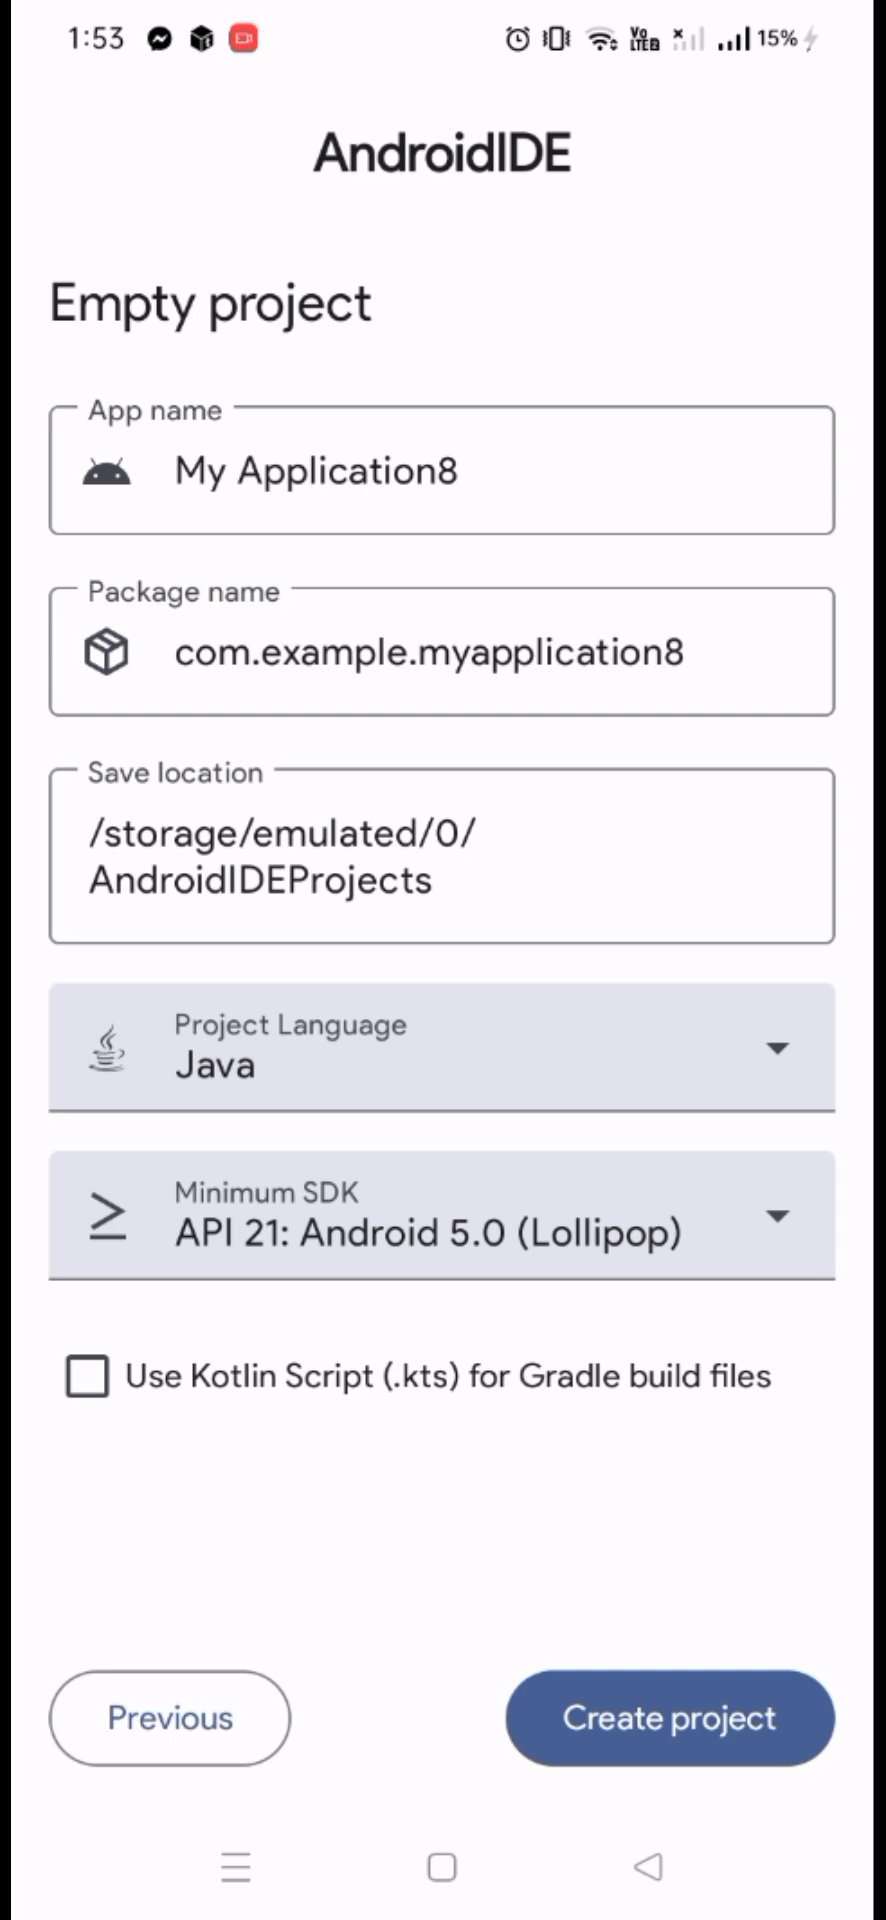 1:53
Vo
LTE2
15%
AndroidIDE
Empty project
App name
My Application8
Package name
com.example.myapplication8
Save location
/storage/emulated/0/
AndroidIDEProjects
Project Language
Java
Minimum SDK
API 21: Android 5.0 (Lollipop)
Use Kotlin Script (.kts) for Gradle build files
Previous
Create project